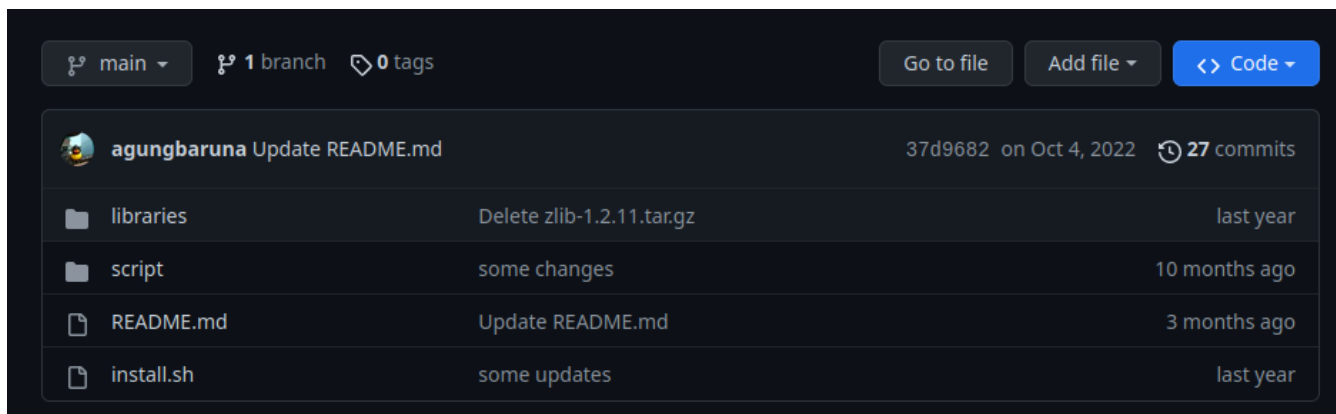 main 1 branch 0 tags Go to file Add file Code
agungbaruna Update README.md 37d9682 on Oct 4, 2022 27 commits
libraries Delete zlib-1.2.11.tar.gz last year
script some changes 10 months ago
README.md Update README.md 3 months ago
install.sh some updates last year